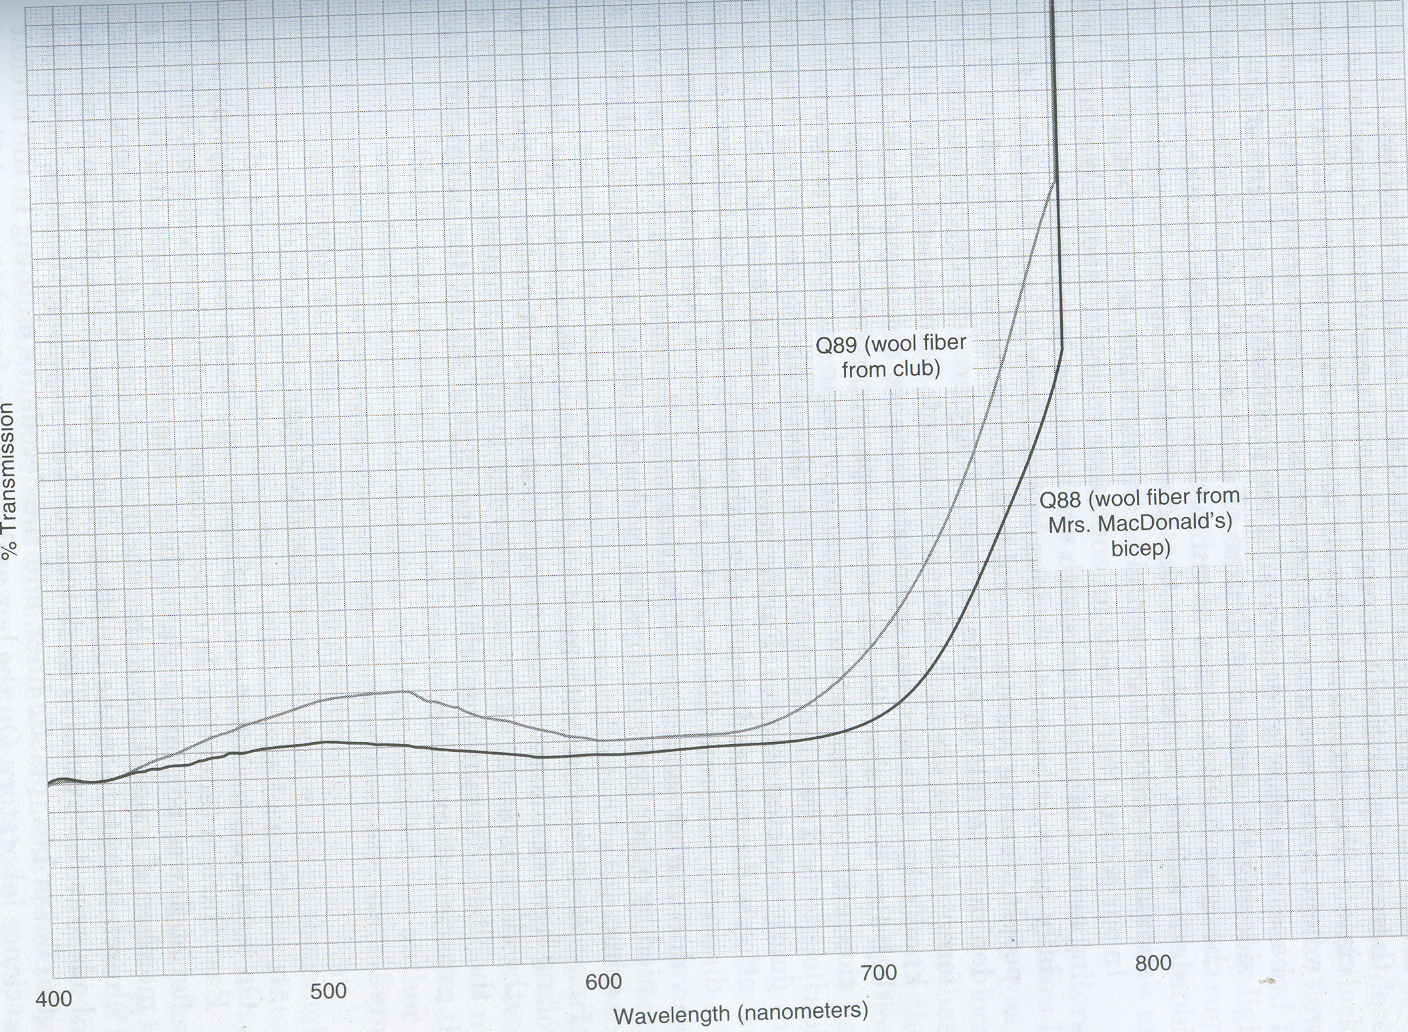 % Transmission
Q89 (wool fiber
from club)
Q88 (wool fiber from
Mrs. MacDonald's)
bicep)
400
500
600
700
800
Wavelength (nanometers)